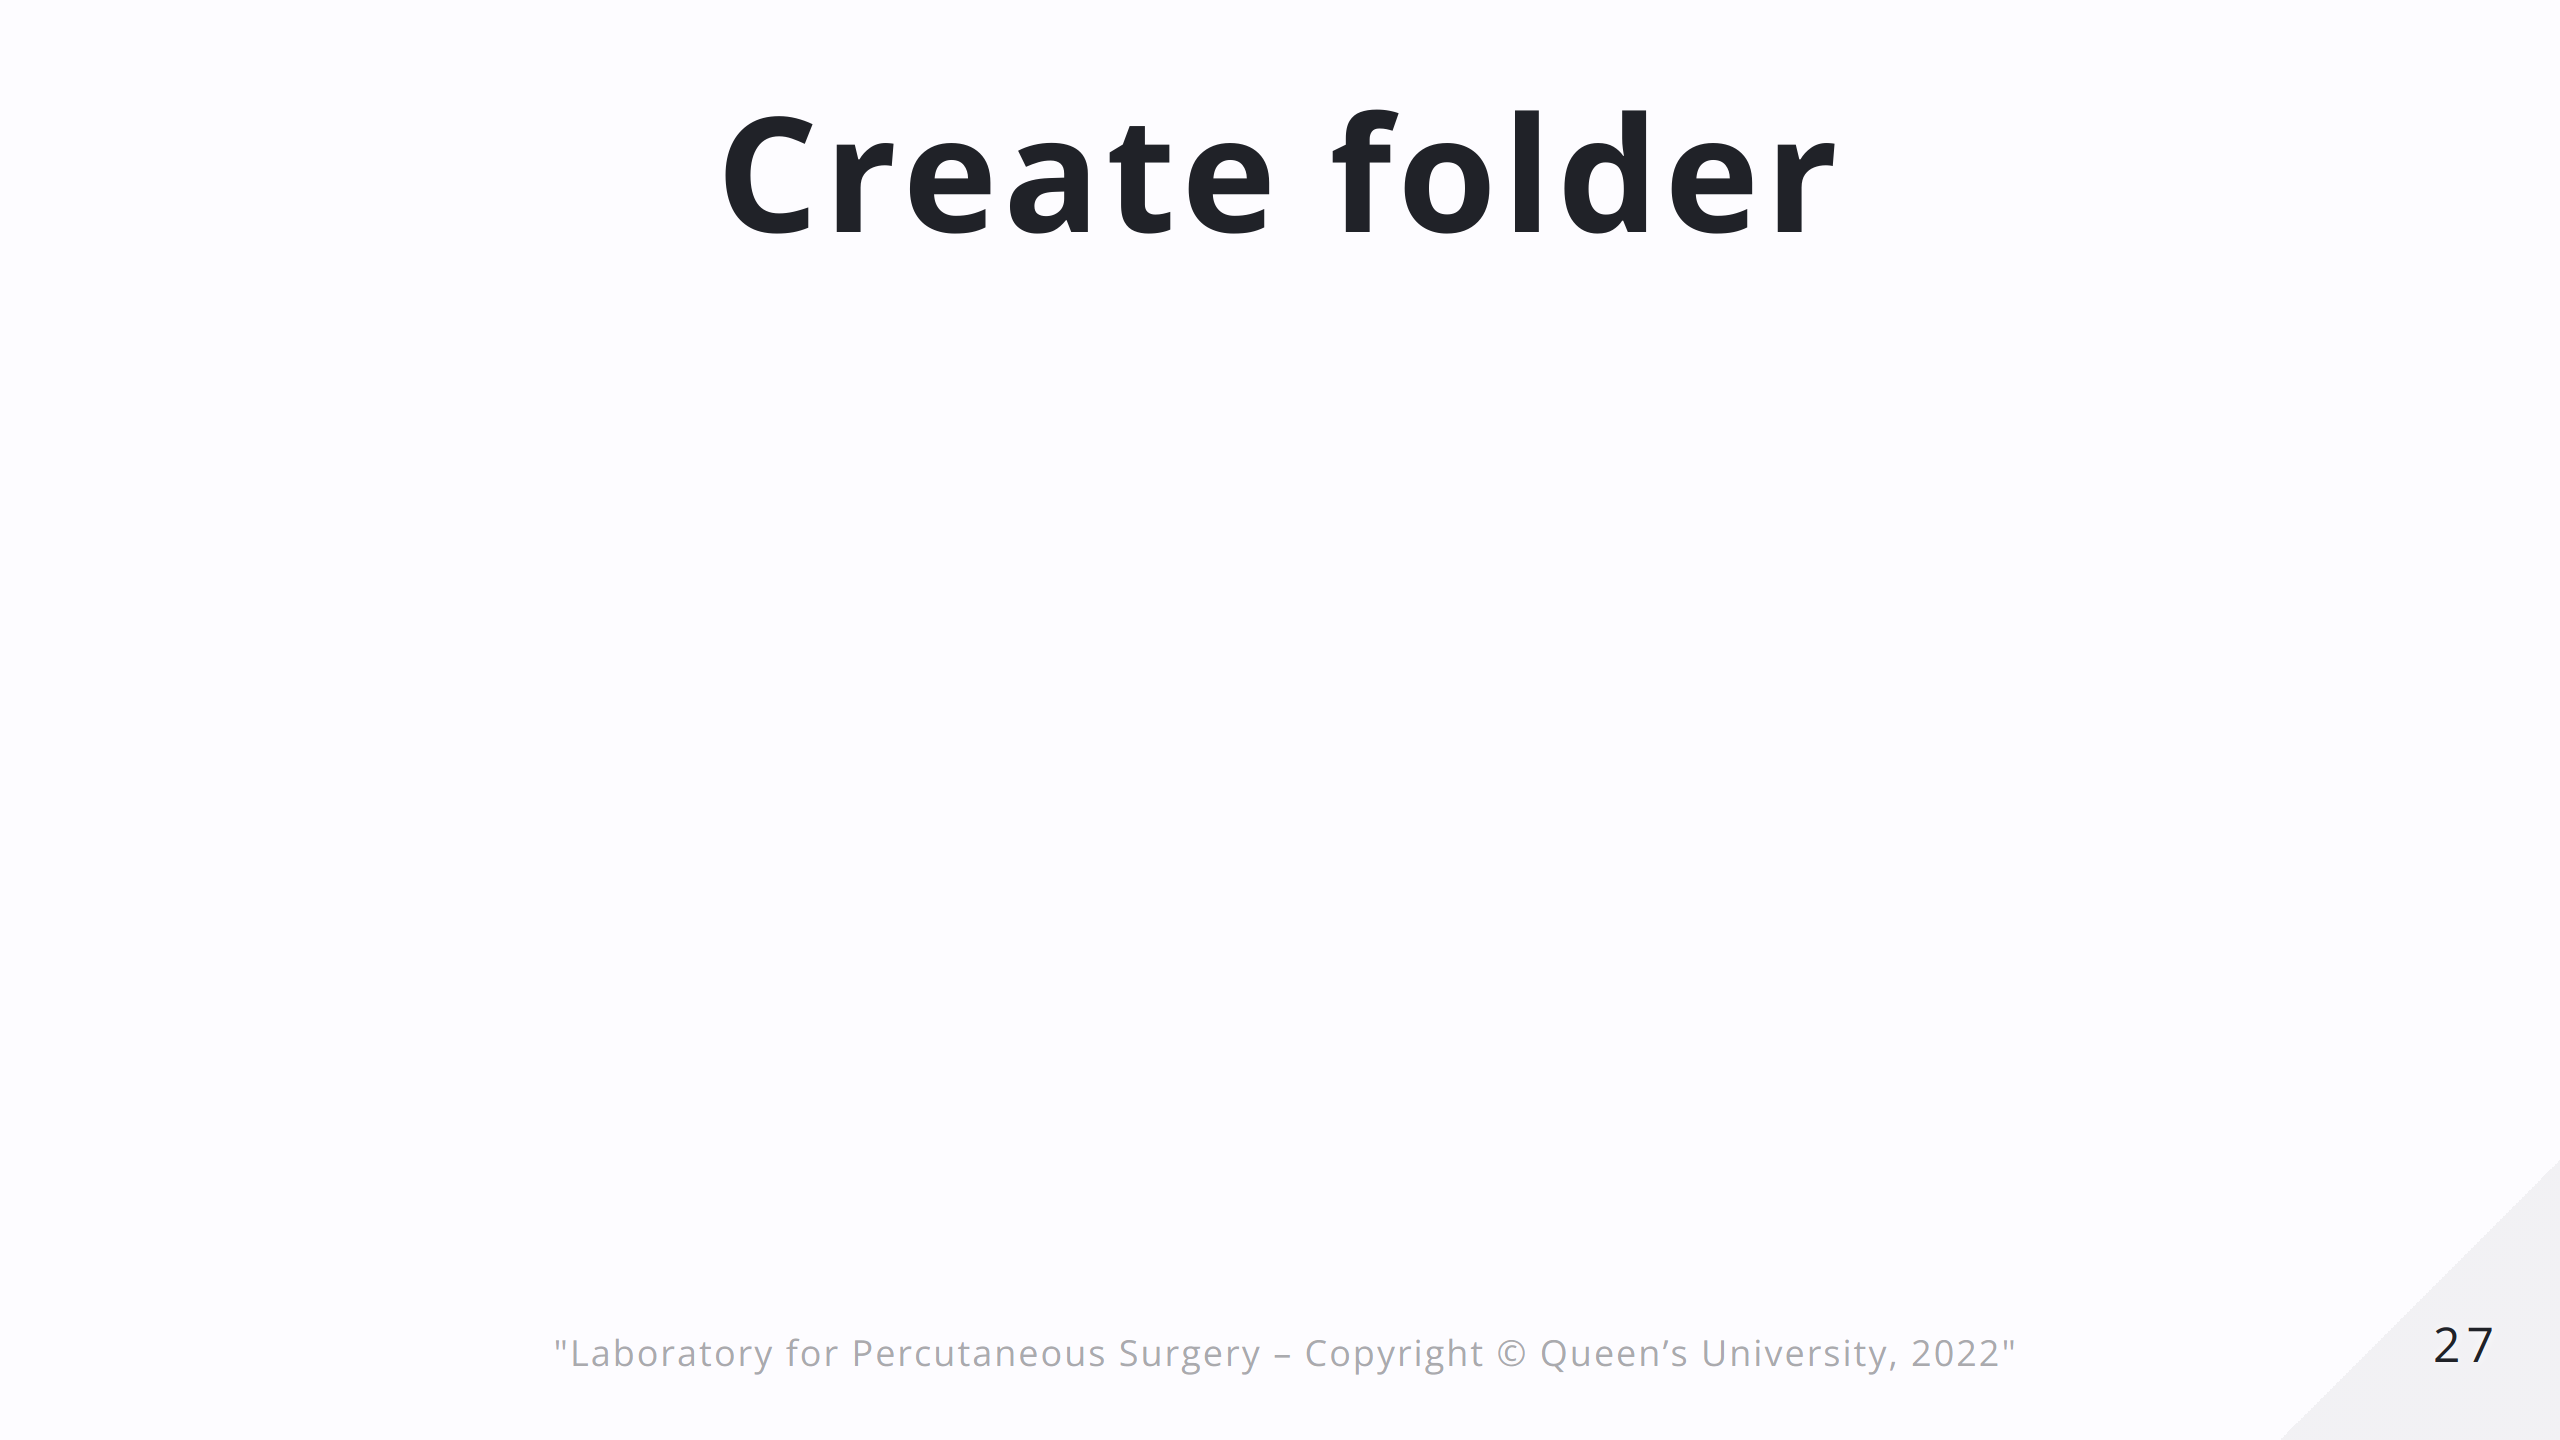 Create folder
"Laboratory for Percutaneous Surgery – Copyright © Queen’s University, 2022"
27